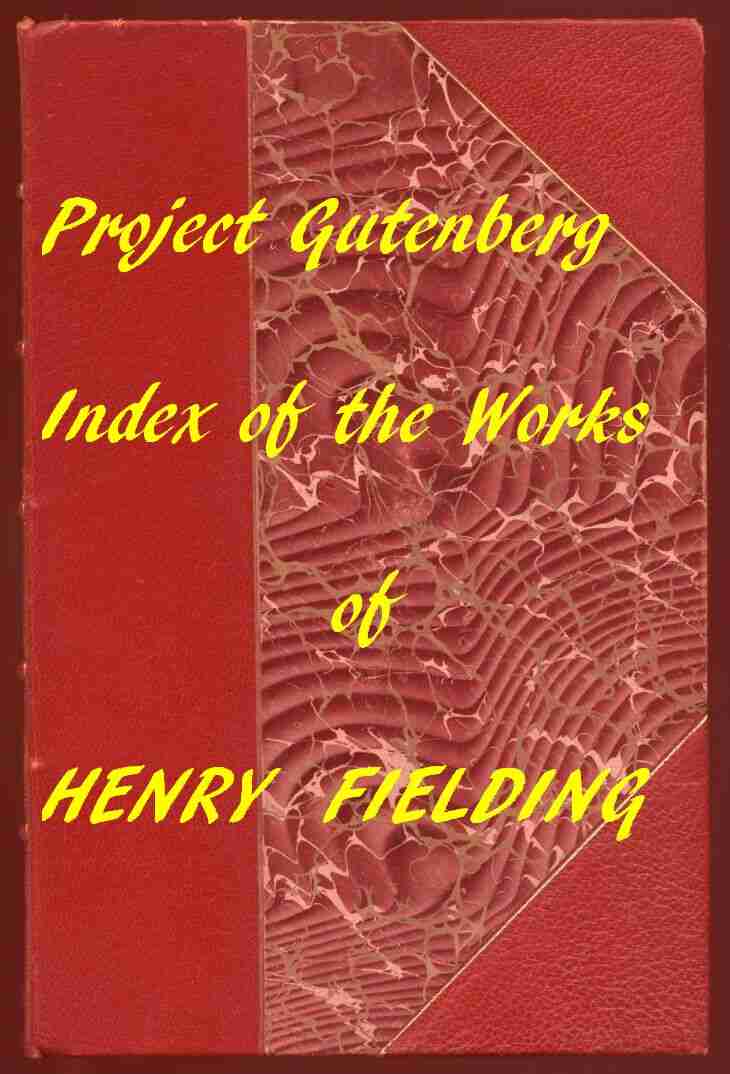 Project Gutenberg
Index of the Works
of
HENRY FIELDING